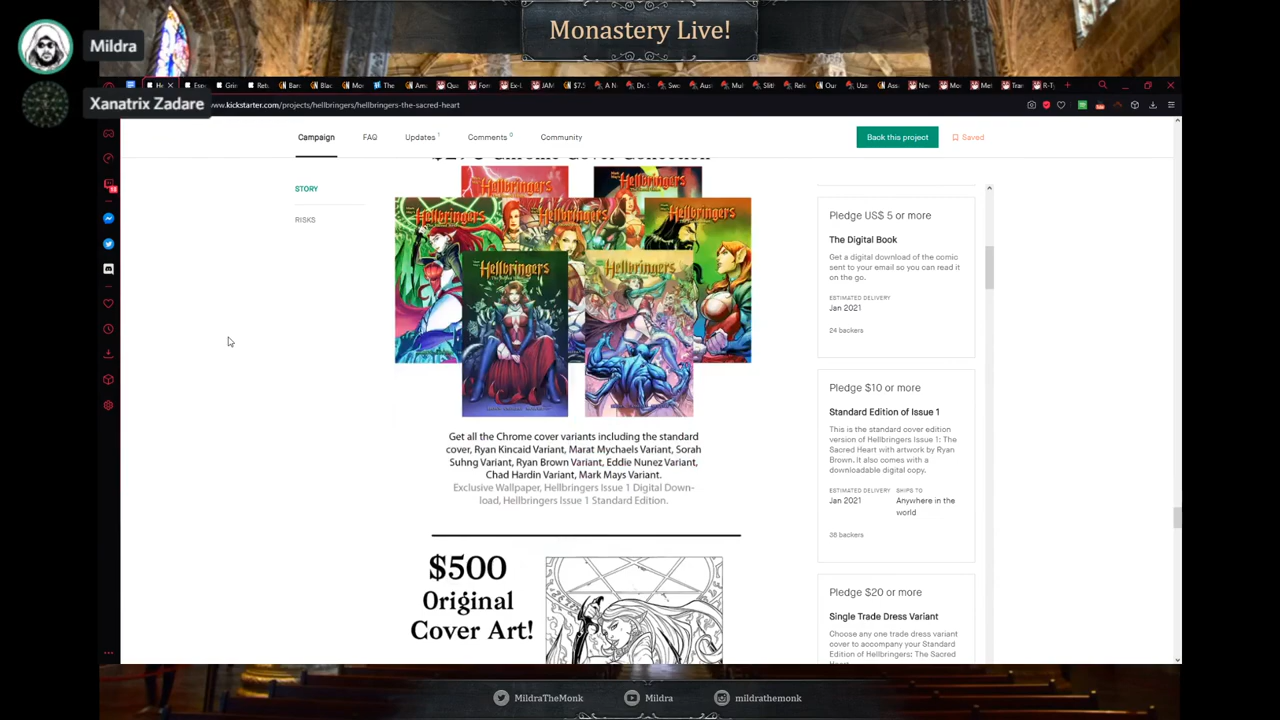 Monastery Live!
Mildra
Xanatrix Zadare
www.kickstarter.com/projects/hellbringers/hellbringers-the-sacred-heart
Campaign FAQ Updates 1 Comments 0 Community
Back this project Saved
STORY
RISKS
Hellbringers Hellbringers
Hellbringers Hellbringers Hellbringers
Hellbringers Hellbringers
Get all the Chrome cover variants including the standard
cover, Ryan Kincaid Variant, Marat Mychaels Variant, Sorah
Suhng Variant, Ryan Brown Variant, Eddie Nunez Variant,
Chad Hardin Variant, Mark Mays Variant.
Exclusive Wallpaper, Hellbringers Issue 1 Digital Down-
load, Hellbringers Issue 1 Standard Edition.
$500
Original
Cover Art!
Pledge US$ 5 or more
The Digital Book
Get a digital download of the comic
sent to your email so you can read it
on the go.
ESTIMATED DELIVERY
Jan 2021
24 backers
Pledge $10 or more
Standard Edition of Issue 1
This is the standard cover edition
version of Hellbringers Issue 1: The
Sacred Heart with artwork by Ryan
Brown. It also comes with a
downloadable digital copy.
ESTIMATED DELIVERY SHIPS TO
Jan 2021 Anywhere in the
world
38 backers
Pledge $20 or more
Single Trade Dress Variant
Choose any one trade dress variant
cover to accompany your Standard
Edition of Hellbringers: The Sacred
MildraTheMonk Mildra mildrathemonk